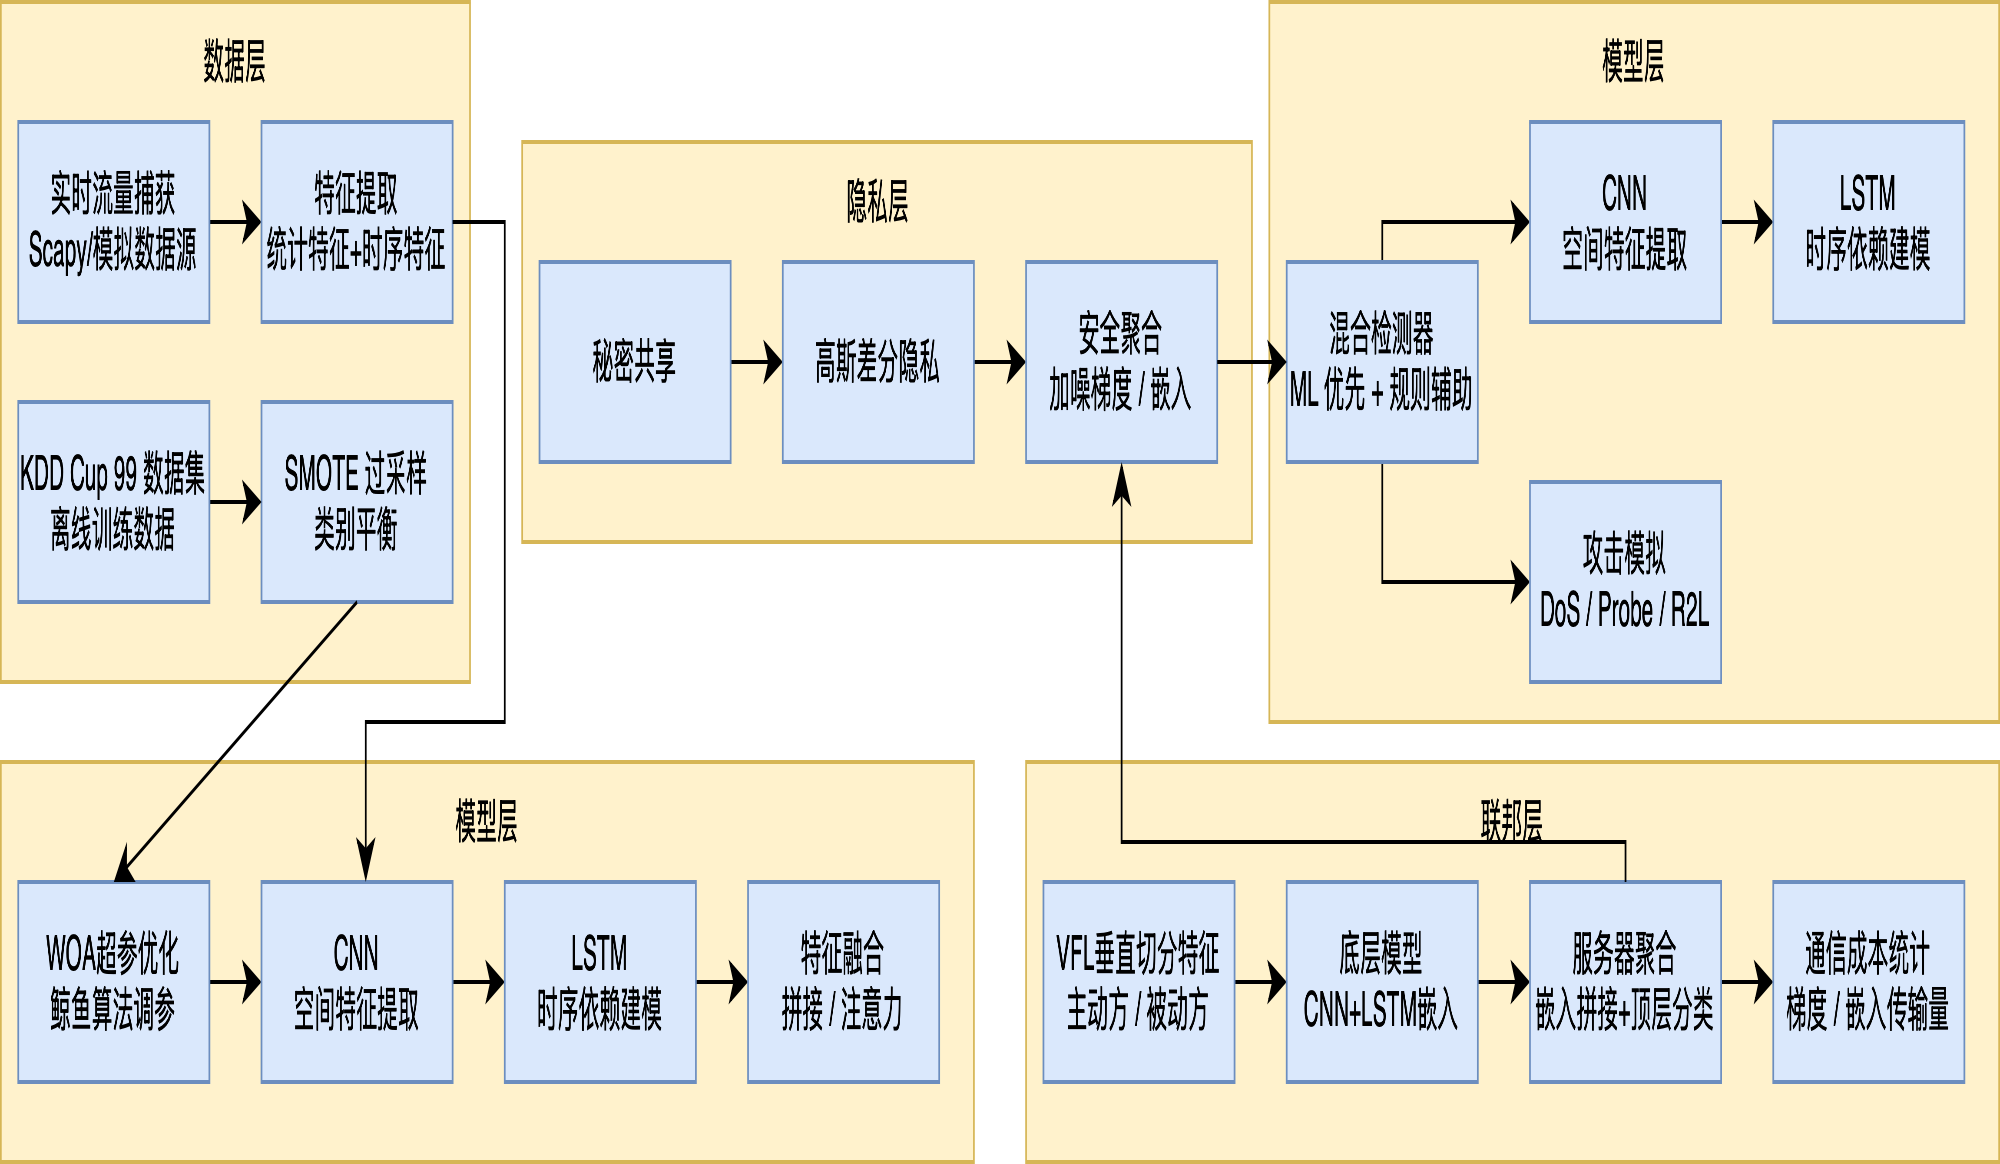 数据层
实时流量捕获
Scapy/模拟数据源
特征提取
统计特征+时序特征
KDD Cup 99 数据集
离线训练数据
SMOTE 过采样
类别平衡
隐私层
秘密共享
高斯差分隐私
安全聚合
加噪梯度 / 嵌入
模型层
混合检测器
ML 优先 + 规则辅助
CNN
空间特征提取
LSTM
时序依赖建模
攻击模拟
DoS / Probe / R2L
模型层
WOA超参优化
鲸鱼算法调参
CNN
空间特征提取
LSTM
时序依赖建模
特征融合
拼接 / 注意力
联邦层
VFL垂直切分特征
主动方 / 被动方
底层模型
CNN+LSTM嵌入
服务器聚合
嵌入拼接+顶层分类
通信成本统计
梯度 / 嵌入传输量